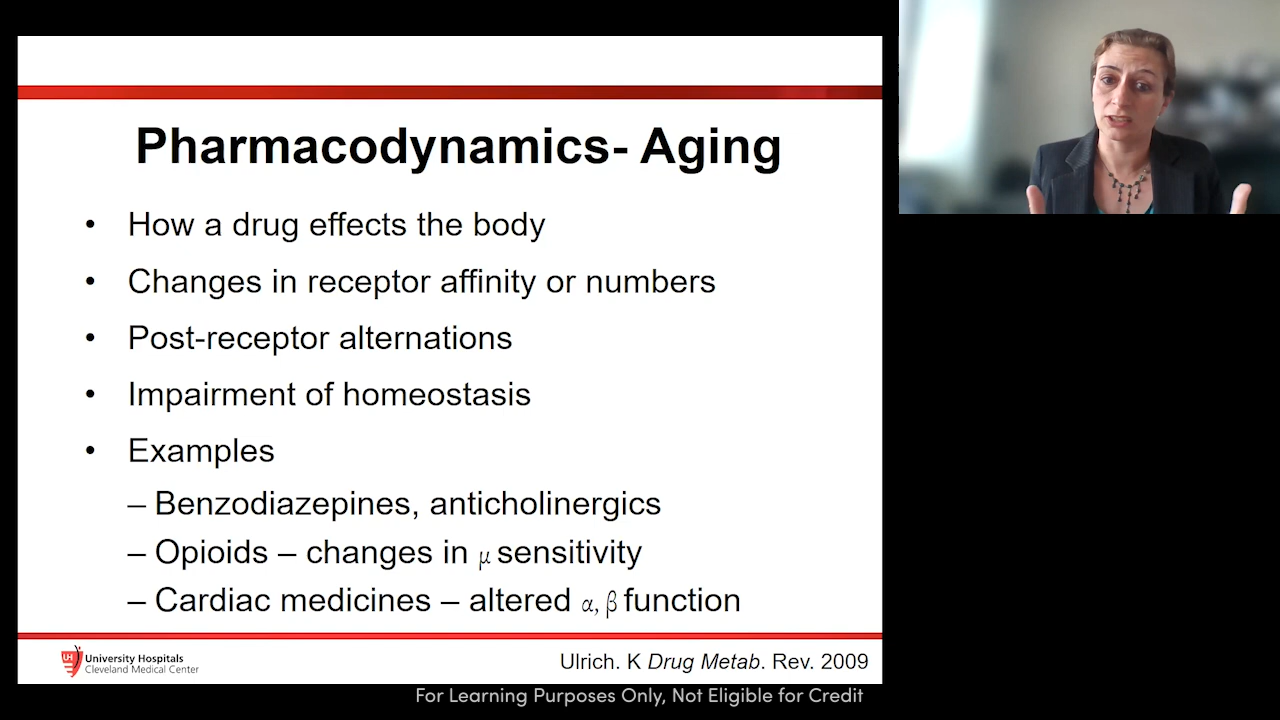 Pharmacodynamics- Aging
• How a drug effects the body
• Changes in receptor affinity or numbers
• Post-receptor alternations
• Impairment of homeostasis
• Examples
– Benzodiazepines, anticholinergics
– Opioids – changes in μ sensitivity
– Cardiac medicines – altered α, β function
UH University Hospitals
Cleveland Medical Center
Ulrich. K Drug Metab. Rev. 2009
For Learning Purposes Only, Not Eligible for Credit